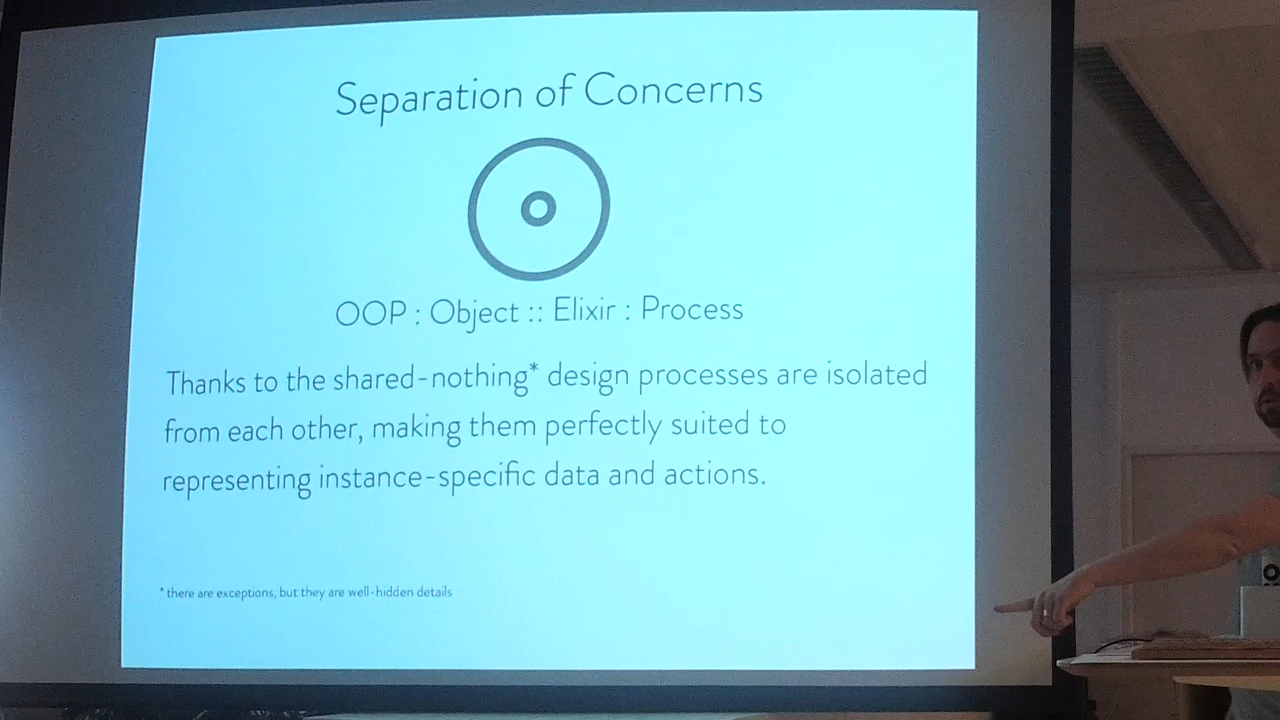 Separation of Concerns
OOP : Object :: Elixir : Process
Thanks to the shared-nothing* design processes are isolated
from each other, making them perfectly suited to
representing instance-specific data and actions.
* there are exceptions, but they are well-hidden details